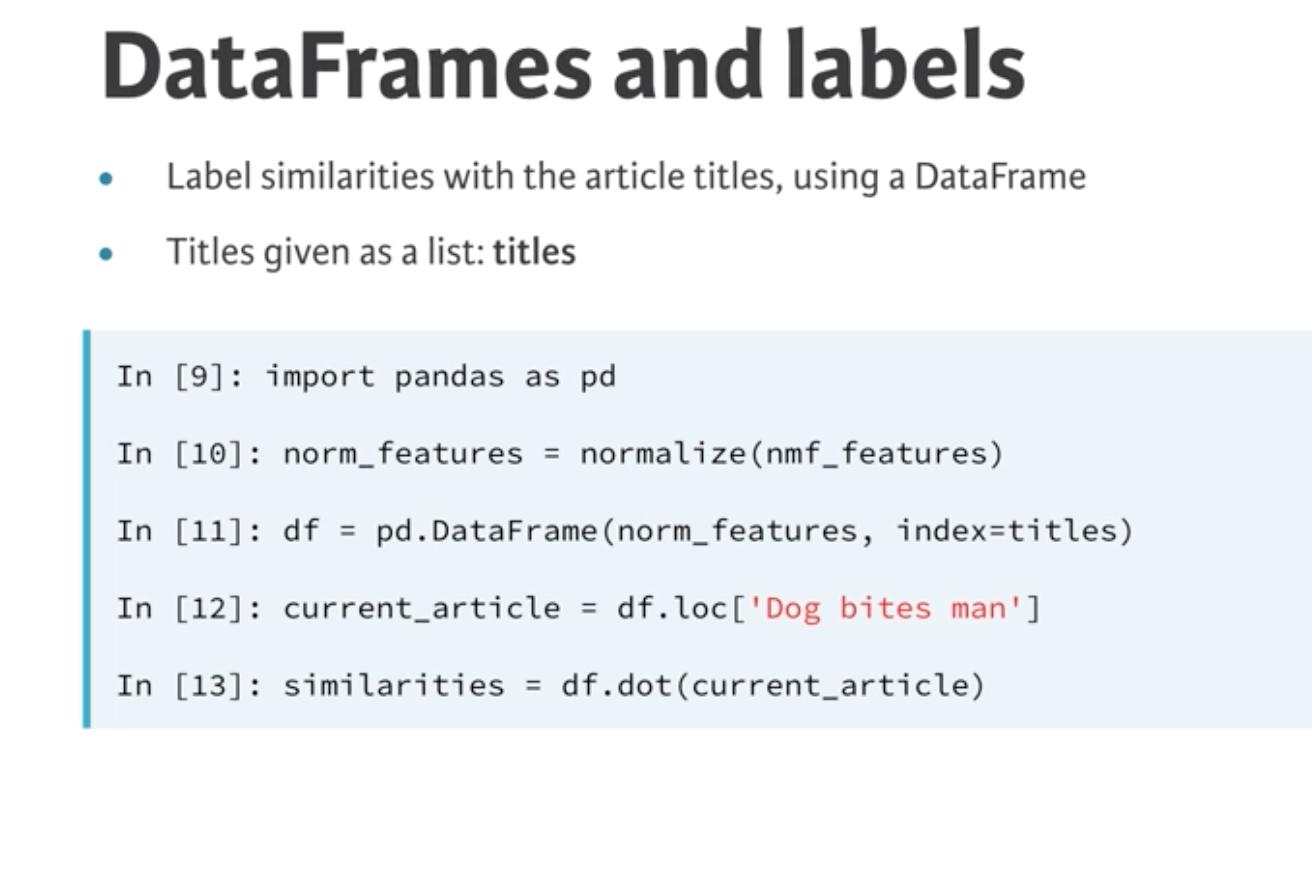 DataFrames and labels
• Label similarities with the article titles, using a DataFrame
• Titles given as a list: titles
In [9]: import pandas as pd
In [10]: norm_features = normalize(nmf_features)
In [11]: df = pd.DataFrame(norm_features, index=titles)
In [12]: current_article = df.loc['Dog bites man']
In [13]: similarities = df.dot(current_article)